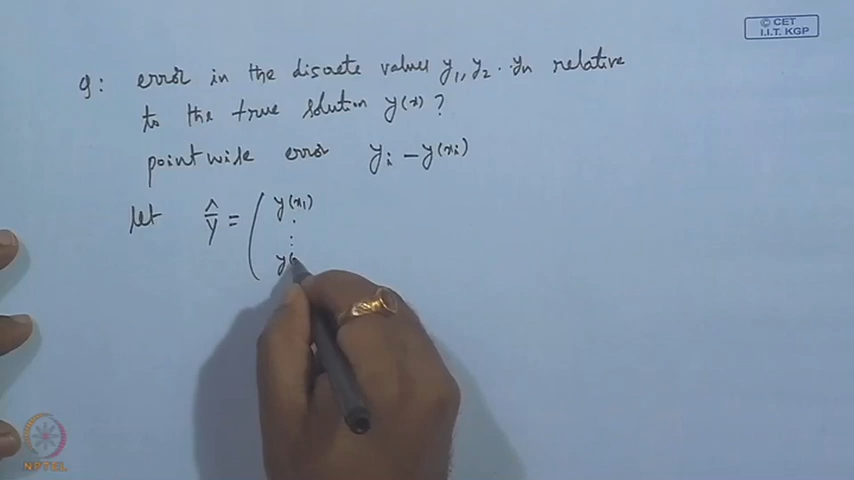 © CET
I.I.T. KGP
Q: error in the discrete values y₁, y₂ .. yₙ relative
to the true solution y(x) ?
pointwise error yᵢ − y(xᵢ)
let Ŷ = ( y(x₁)
⋮
y(
NPTEL